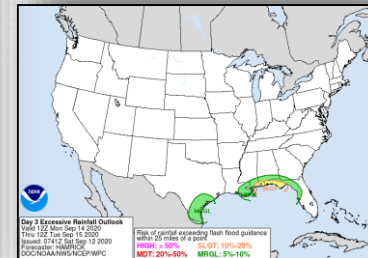 MRGL
Day 3 Excessive Rainfall Outlook
Valid 12Z Mon Sep 14 2020
Thru 12Z Tue Sep 15 2020
Issued: 0741Z Sat Sep 12 2020
Forecaster: HAMRICK
DOC/NOAA/NWS/NCEP/WPC
Risk of rainfall exceeding flash flood guidance
within 25 miles of a point
HIGH: > 50% SLGT: 10%-20%
MDT: 20%-50% MRGL: 5%-10%